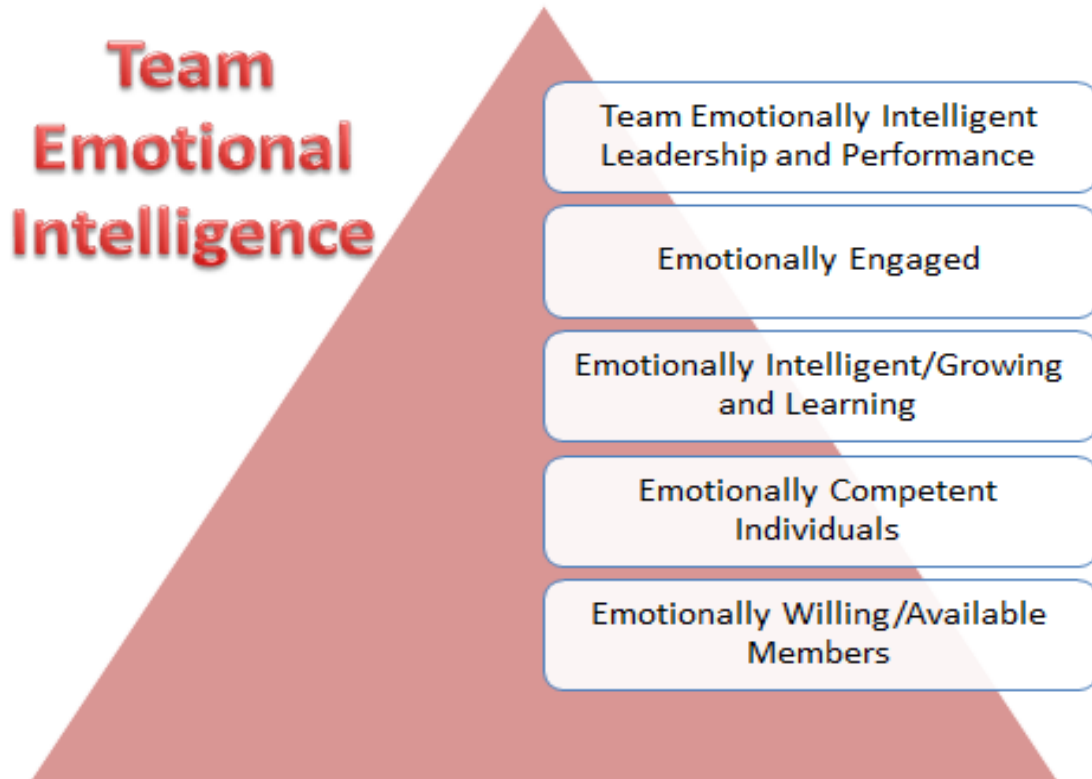 Team
Emotional
Intelligence
Team Emotionally Intelligent
Leadership and Performance
Emotionally Engaged
Emotionally Intelligent/Growing
and Learning
Emotionally Competent
Individuals
Emotionally Willing/Available
Members